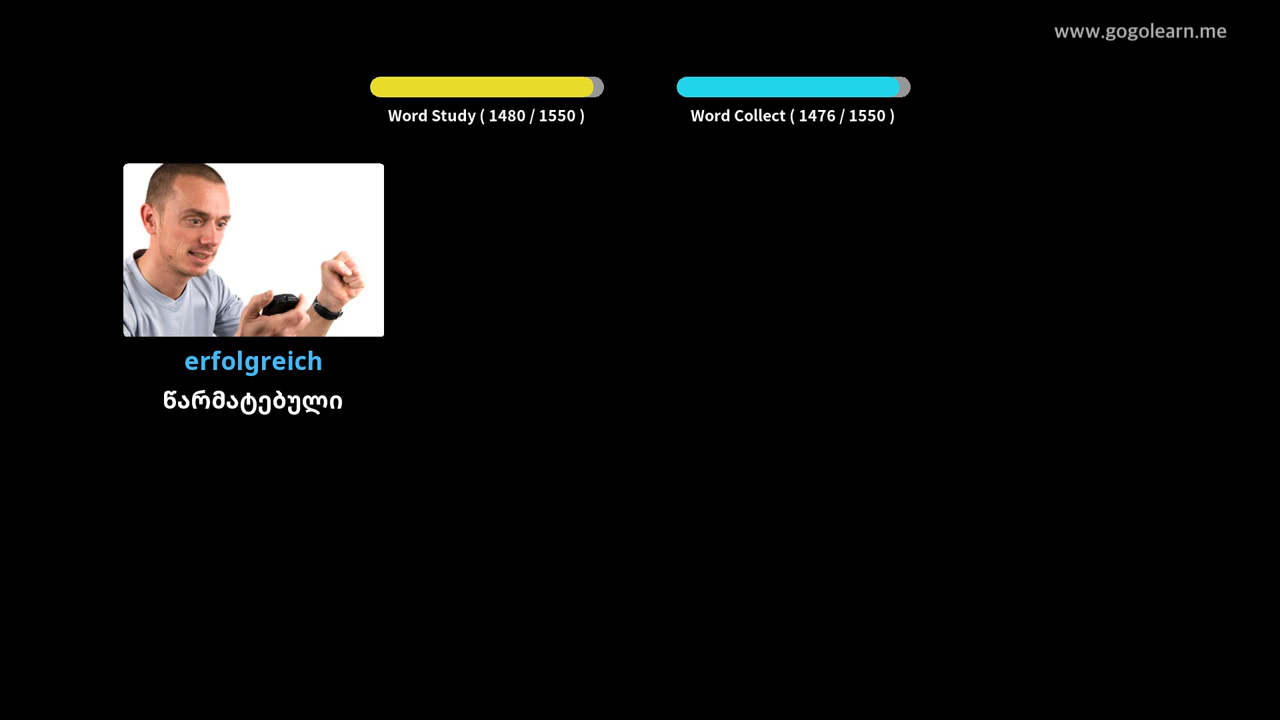 www.gogolearn.me
Word Study ( 1480 / 1550 )
Word Collect ( 1476 / 1550 )
erfolgreich
წარმატებული